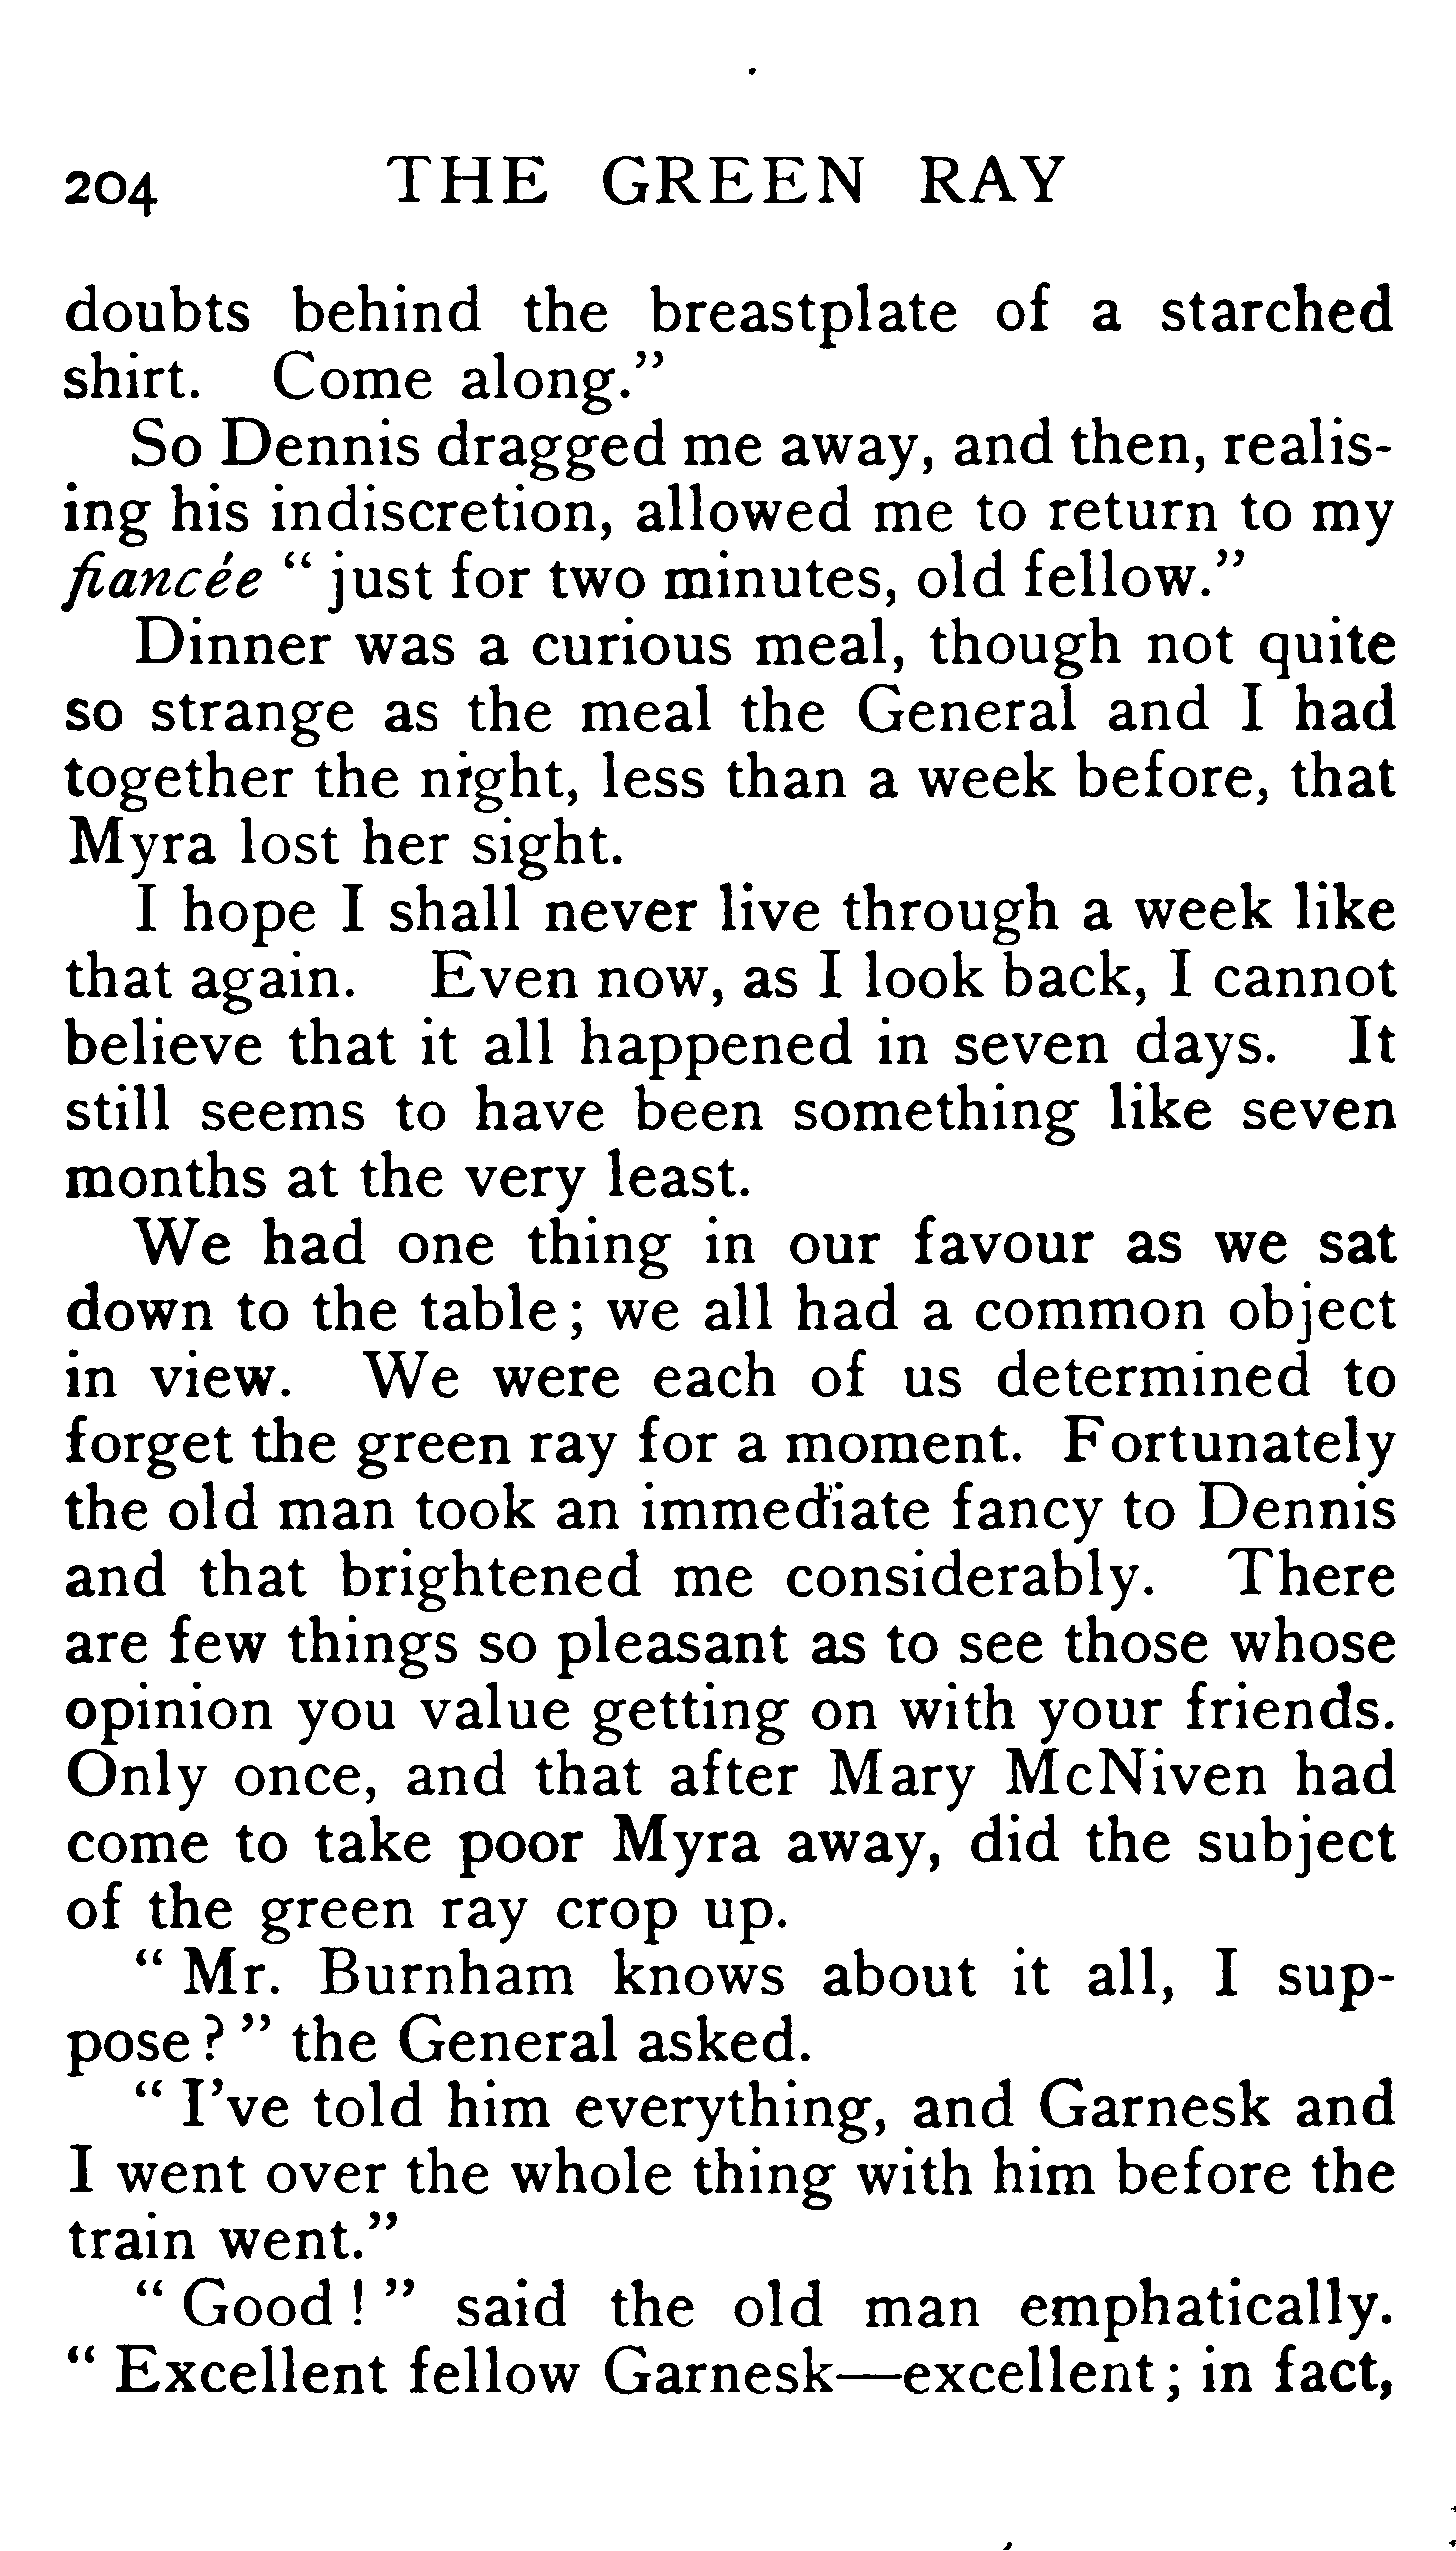 204 THE GREEN RAY
doubts behind the breastplate of a starched
shirt. Come along.”
So Dennis dragged me away, and then, realis-
ing his indiscretion, allowed me to return to my
fiancée “ just for two minutes, old fellow.”
Dinner was a curious meal, though not quite
so strange as the meal the General and I had
together the night, less than a week before, that
Myra lost her sight.
I hope I shall never live through a week like
that again. Even now, as I look back, I cannot
believe that it all happened in seven days. It
still seems to have been something like seven
months at the very least.
We had one thing in our favour as we sat
down to the table ; we all had a common object
in view. We were each of us determined to
forget the green ray for a moment. Fortunately
the old man took an immediate fancy to Dennis
and that brightened me considerably. There
are few things so pleasant as to see those whose
opinion you value getting on with your friends.
Only once, and that after Mary McNiven had
come to take poor Myra away, did the subject
of the green ray crop up.
“ Mr. Burnham knows about it all, I sup-
pose ? ” the General asked.
“ I’ve told him everything, and Garnesk and
I went over the whole thing with him before the
train went.”
“ Good ! ” said the old man emphatically.
“ Excellent fellow Garnesk—excellent ; in fact,